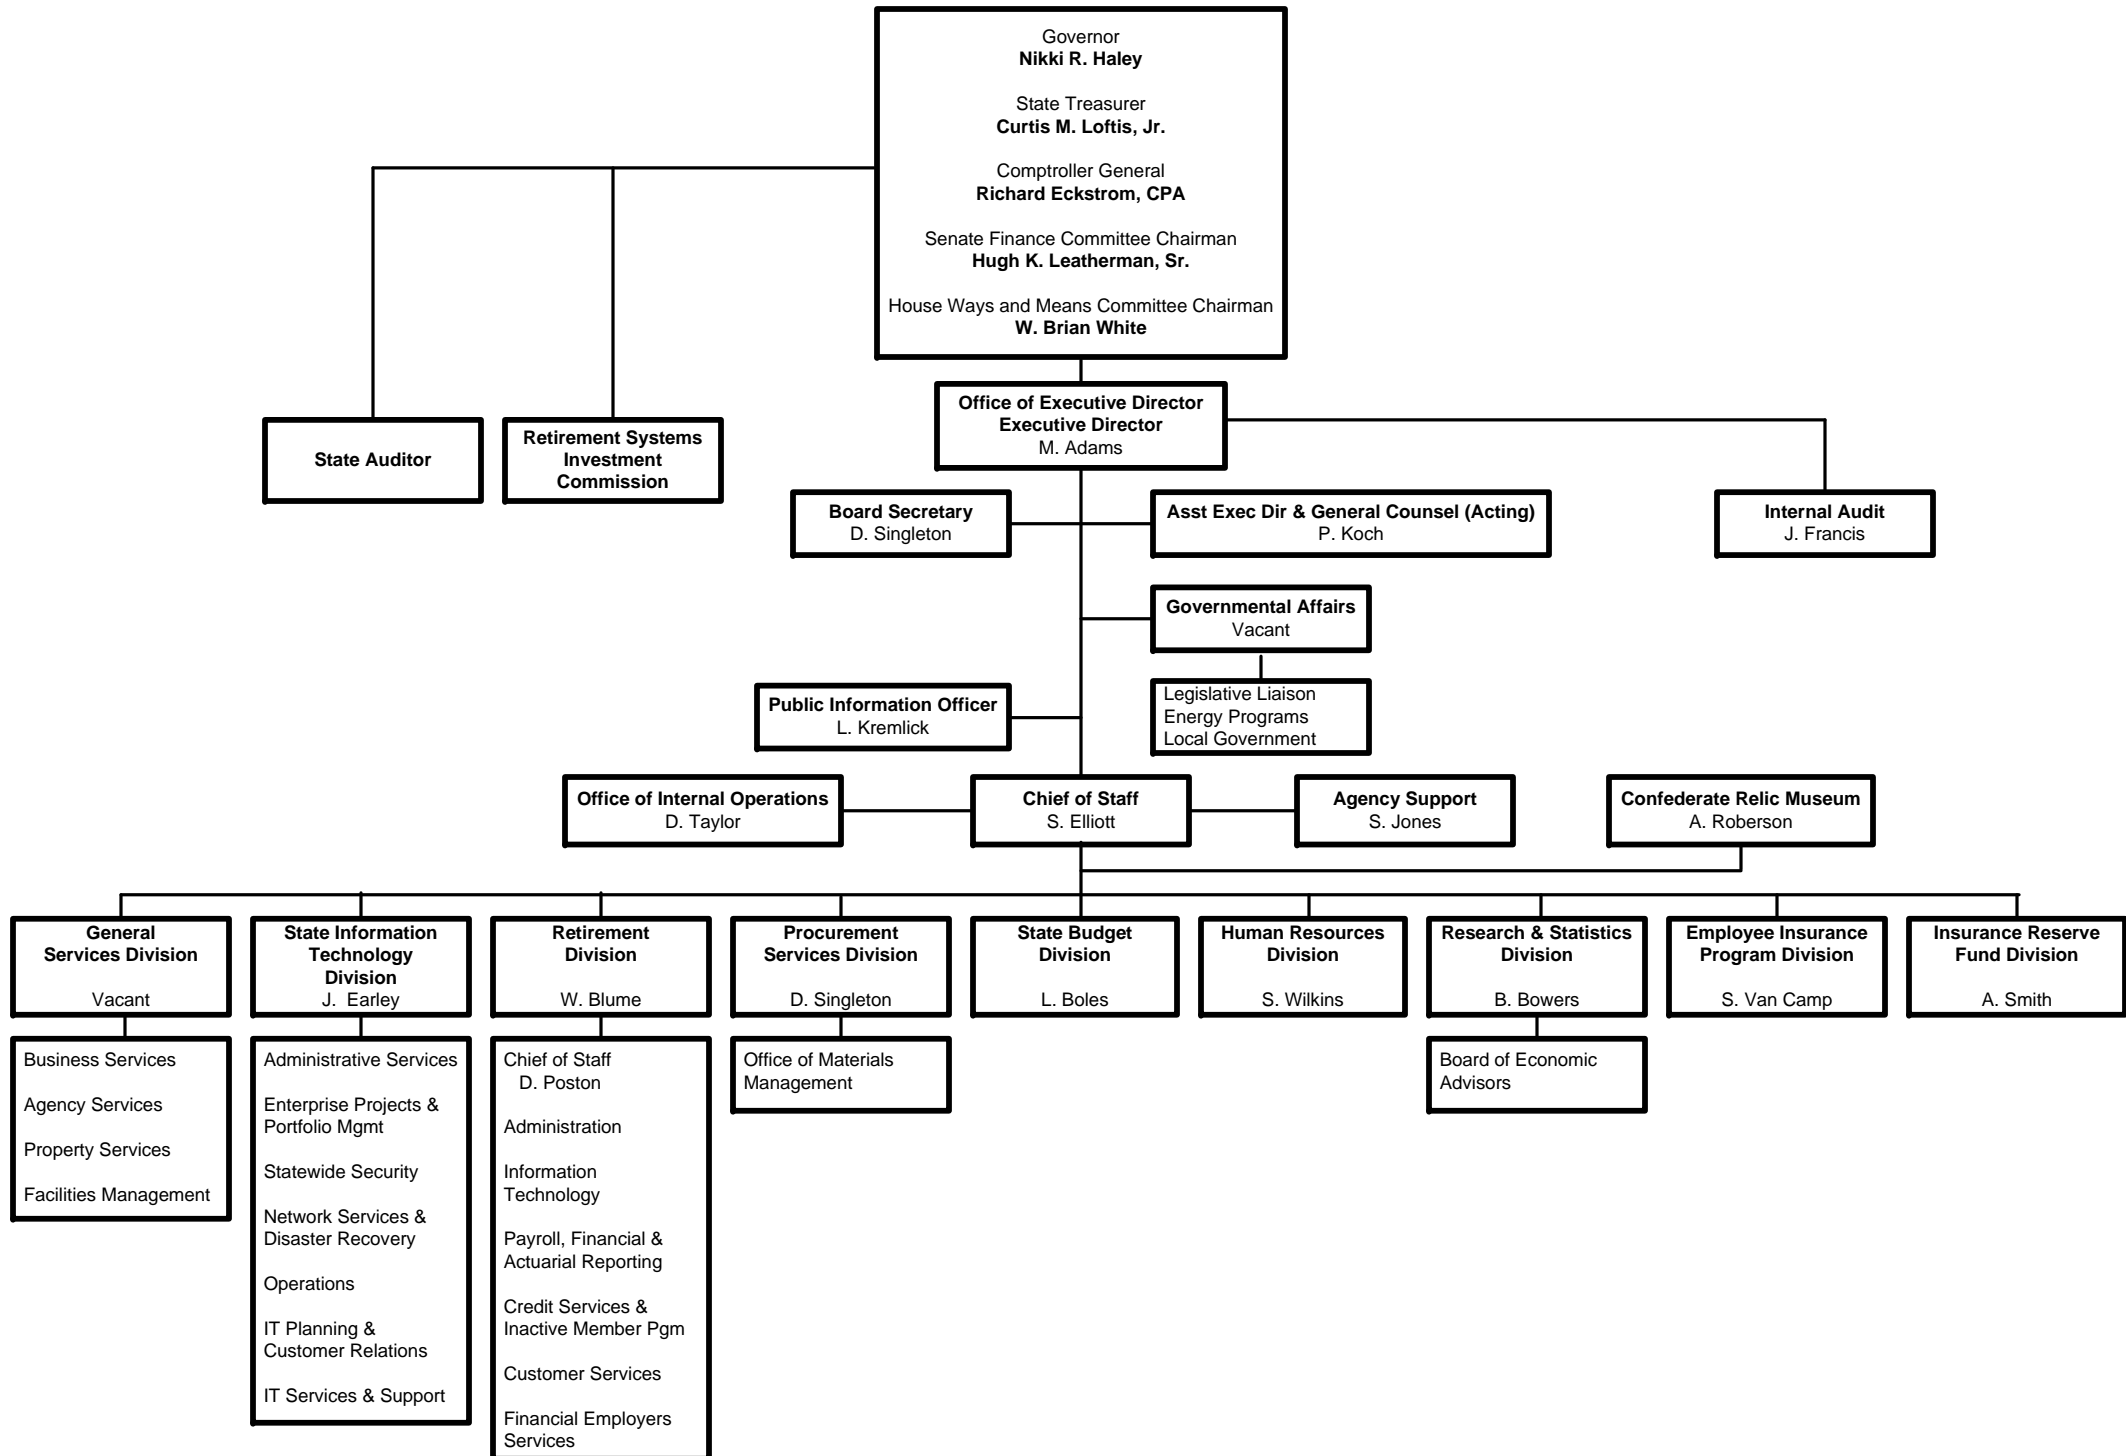 Governor
Nikki R. Haley
State Treasurer
Curtis M. Loftis, Jr.
Comptroller General
Richard Eckstrom, CPA
Senate Finance Committee Chairman
Hugh K. Leatherman, Sr.
House Ways and Means Committee Chairman
W. Brian White
State Auditor
Retirement Systems
Investment
Commission
Office of Executive Director
Executive Director
M. Adams
Board Secretary
D. Singleton
Asst Exec Dir & General Counsel (Acting)
P. Koch
Internal Audit
J. Francis
Governmental Affairs
Vacant
Legislative Liaison
Energy Programs
Local Government
Public Information Officer
L. Kremlick
Office of Internal Operations
D. Taylor
Chief of Staff
S. Elliott
Agency Support
S. Jones
Confederate Relic Museum
A. Roberson
General
Services Division
Vacant
Business Services
Agency Services
Property Services
Facilities Management
State Information
Technology
Division
J. Earley
Administrative Services
Enterprise Projects &
Portfolio Mgmt
Statewide Security
Network Services &
Disaster Recovery
Operations
IT Planning &
Customer Relations
IT Services & Support
Retirement
Division
W. Blume
Chief of Staff
D. Poston
Administration
Information
Technology
Payroll, Financial &
Actuarial Reporting
Credit Services &
Inactive Member Pgm
Customer Services
Financial Employers
Services
Procurement
Services Division
D. Singleton
Office of Materials
Management
State Budget
Division
L. Boles
Human Resources
Division
S. Wilkins
Research & Statistics
Division
B. Bowers
Board of Economic
Advisors
Employee Insurance
Program Division
S. Van Camp
Insurance Reserve
Fund Division
A. Smith